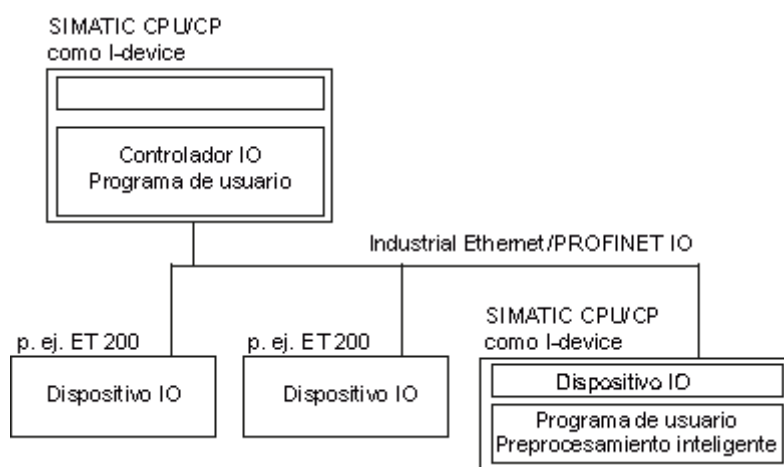 SIMATIC CPU/CP
como I-device
Controlador IO
Programa de usuario
Industrial Ethernet/PROFINET IO
p. ej. ET 200
Dispositivo IO
p. ej. ET 200
Dispositivo IO
SIMATIC CPU/CP
como I-device
Dispositivo IO
Programa de usuario
Preprocesamiento inteligente